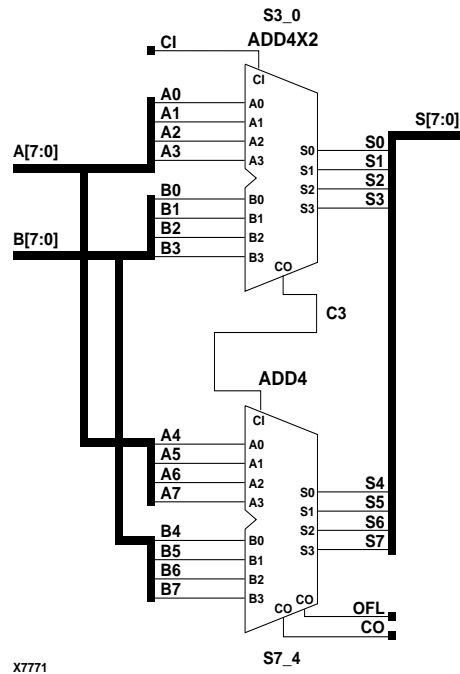 S3_0
ADD4X2
CI
CI
A0 A0
A1 A1
A2 A2
A3 A3
A[7:0]
S[7:0]
S0 S0
S1 S1
S2 S2
S3 S3
B0 B0
B1 B1
B2 B2
B3 B3
B[7:0]
CO
C3
ADD4
CI
A4 A0
A5 A1
A6 A2
A7 A3
S0 S4
S1 S5
S2 S6
S3 S7
B4 B0
B5 B1
B6 B2
B7 B3
CO
CO
OFL
CO
S7_4
X7771